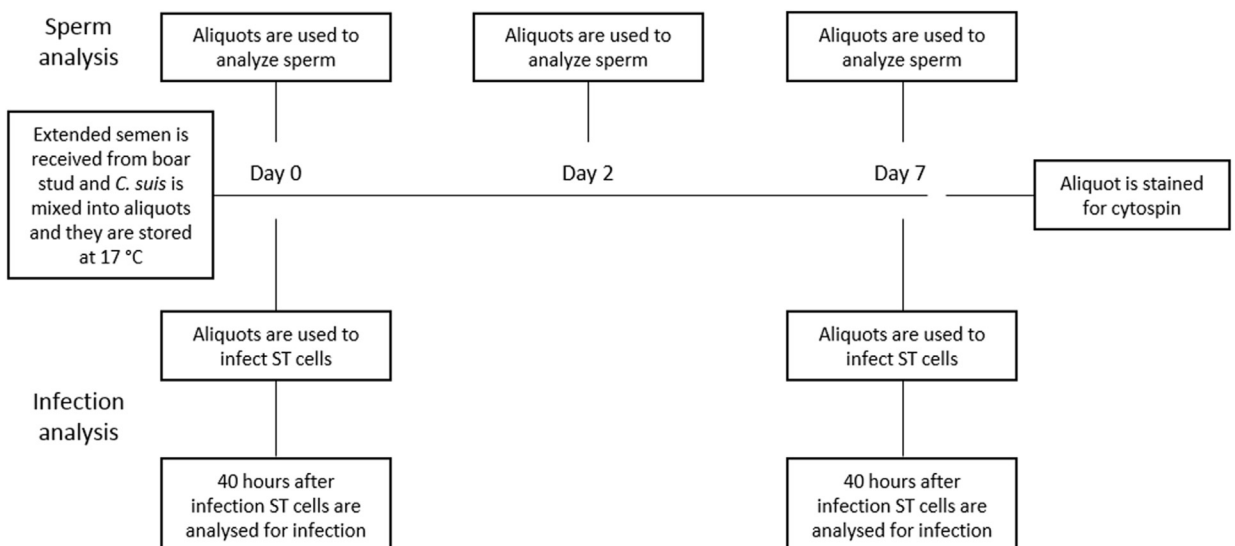 Sperm
analysis
Aliquots are used to
analyze sperm
Aliquots are used to
analyze sperm
Aliquots are used to
analyze sperm
Extended semen is
received from boar
stud and C. suis is
mixed into aliquots
and they are stored
at 17 °C
Day 0
Day 2
Day 7
Aliquot is stained
for cytospin
Aliquots are used to
infect ST cells
Aliquots are used to
infect ST cells
Infection
analysis
40 hours after
infection ST cells are
analysed for infection
40 hours after
infection ST cells are
analysed for infection